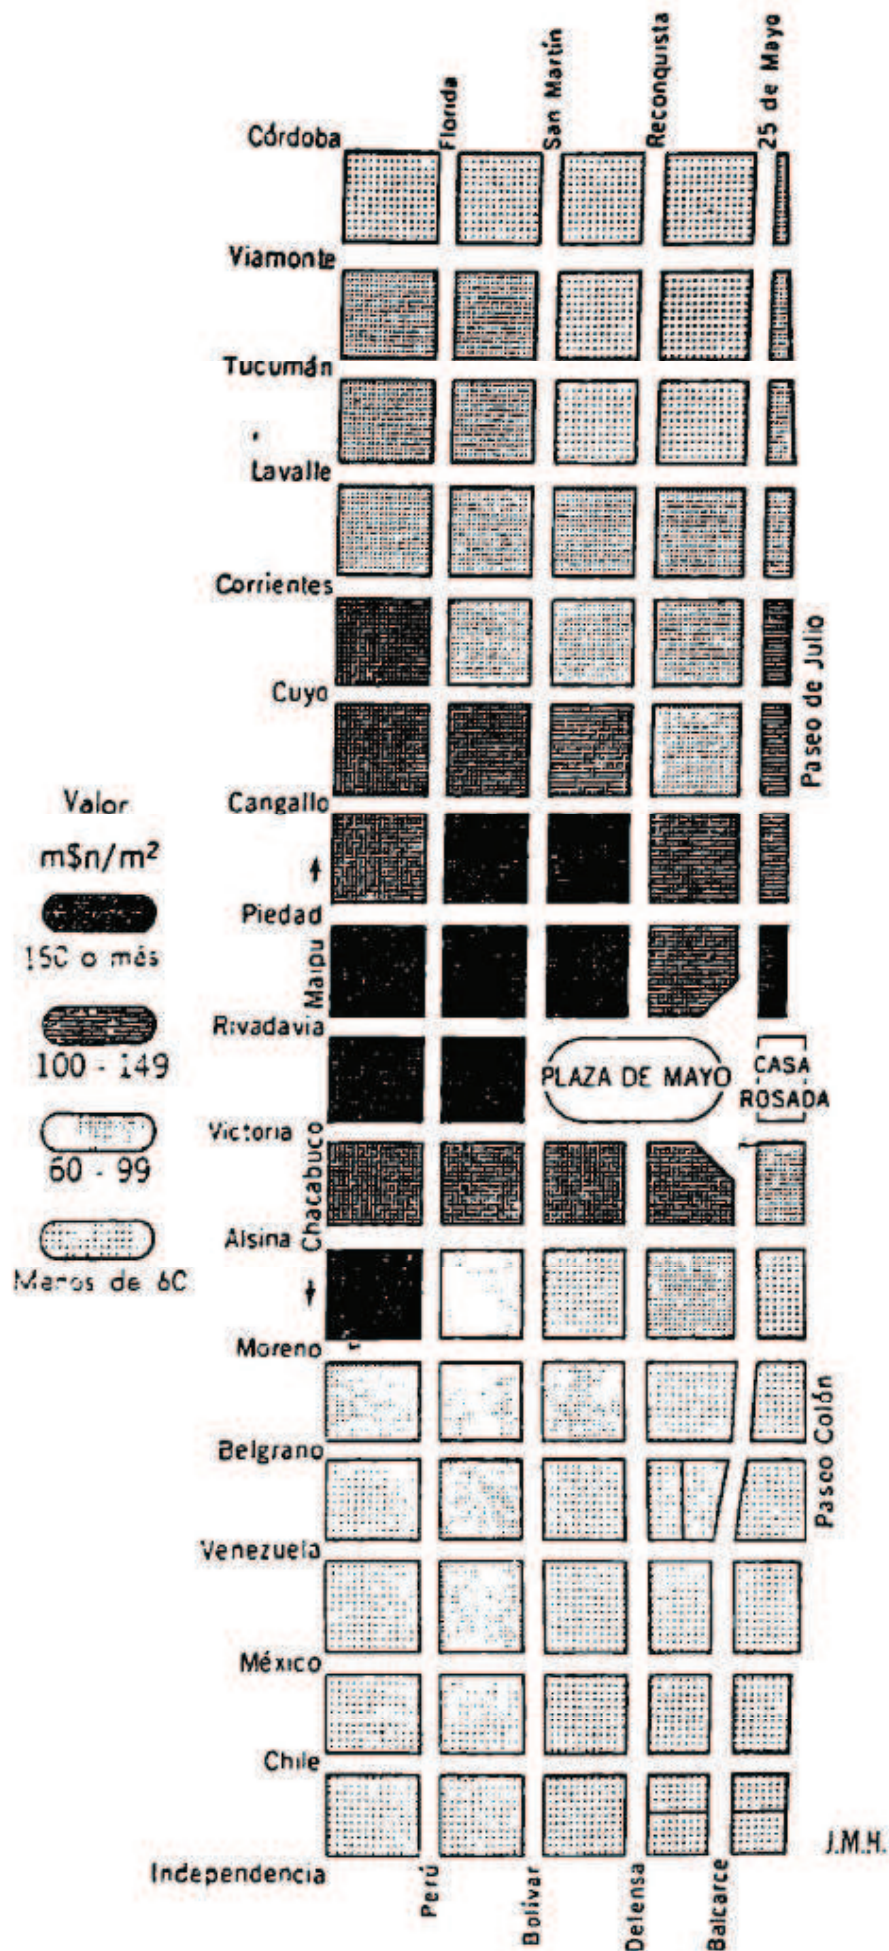 Florida
San Martín
Reconquista
25 de Mayo
Córdoba
Viamonte
Tucumán
Lavalle
Corrientes
Cuyo
Paseo de Julio
Cangallo
Valor
m$n/m²
150 o más
100 - 149
60 - 99
Menos de 60
Piedad
Maipú
Rivadavia
PLAZA DE MAYO
CASA
ROSADA
Victoria
Chacabuco
Alsina
Moreno
Belgrano
Paseo Colón
Venezuela
México
Chile
J.M.H.
Independencia
Perú
Bolívar
Defensa
Balcarce